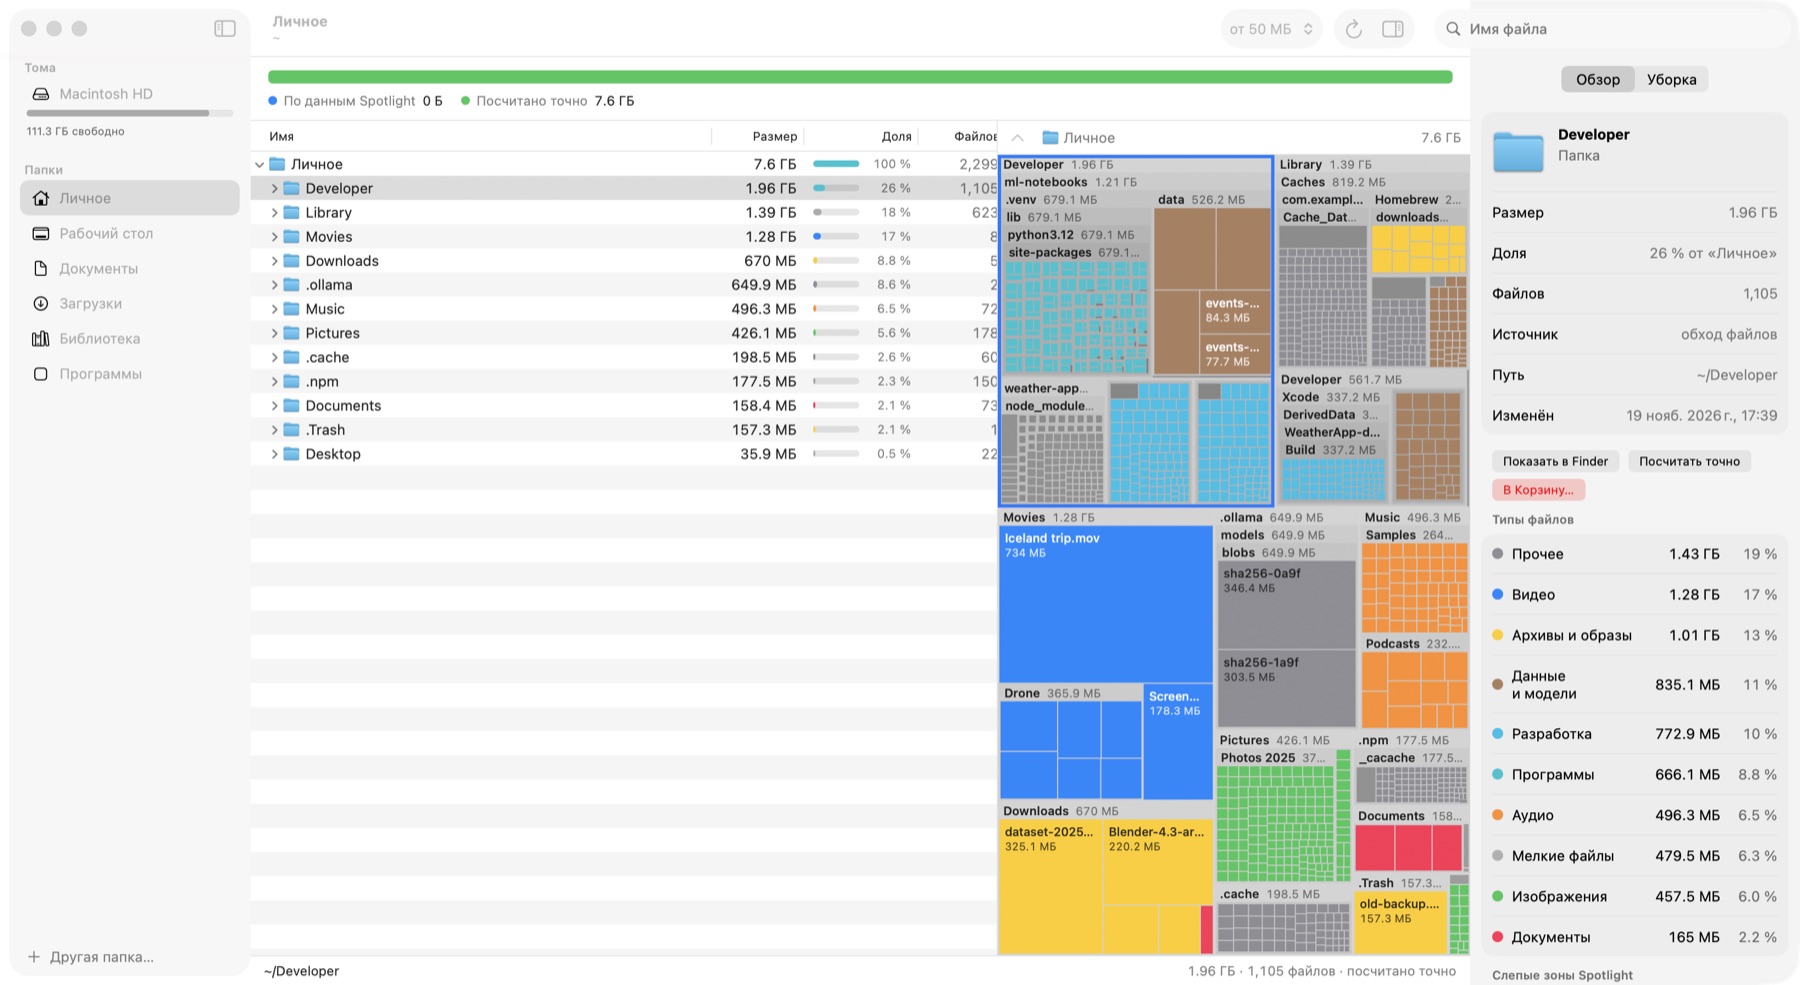 Тома
Macintosh HD
111.3 ГБ свободно
Папки
Личное
Рабочий стол
Документы
Загрузки
Библиотека
Программы
+ Другая папка...
Личное
~
от 50 МБ
Имя файла
По данным Spotlight 0 Б
Посчитано точно 7.6 ГБ
Имя Размер Доля Файлов
Личное 7.6 ГБ 100 % 2,299
Developer 1.96 ГБ 26 % 1,105
Library 1.39 ГБ 18 % 623
Movies 1.28 ГБ 17 % 8
Downloads 670 МБ 8.8 % 5
.ollama 649.9 МБ 8.6 % 2
Music 496.3 МБ 6.5 % 72
Pictures 426.1 МБ 5.6 % 178
.cache 198.5 МБ 2.6 % 60
.npm 177.5 МБ 2.3 % 150
Documents 158.4 МБ 2.1 % 73
.Trash 157.3 МБ 2.1 % 1
Desktop 35.9 МБ 0.5 % 22
Личное 7.6 ГБ
Developer 1.96 ГБ
ml-notebooks 1.21 ГБ
.venv 679.1 МБ
lib 679.1 МБ
python3.12 679.1 МБ
site-packages 679.1...
data 526.2 МБ
events-...
84.3 МБ
events-...
77.7 МБ
weather-app...
node_module...
Library 1.39 ГБ
Caches 819.2 МБ
com.exampl...
Cache_Dat...
Homebrew 2...
downloads...
Developer 561.7 МБ
Xcode 337.2 МБ
DerivedData 3...
WeatherApp-d...
Build 337.2 МБ
Movies 1.28 ГБ
Iceland trip.mov
734 МБ
Drone 365.9 МБ
Screen...
178.3 МБ
Downloads 670 МБ
dataset-2025...
325.1 МБ
Blender-4.3-ar...
220.2 МБ
.ollama 649.9 МБ
models 649.9 МБ
blobs 649.9 МБ
sha256-0a9f
346.4 МБ
sha256-1a9f
303.5 МБ
Music 496.3 МБ
Samples 264...
Podcasts 232....
Pictures 426.1 МБ
Photos 2025 37...
.npm 177.5 МБ
_cacache 177.5...
Documents 158...
.cache 198.5 МБ
.Trash 157.3...
old-backup....
157.3 МБ
~/Developer
1.96 ГБ · 1,105 файлов · посчитано точно
Обзор Уборка
Developer
Папка
Размер 1.96 ГБ
Доля 26 % от «Личное»
Файлов 1,105
Источник обход файлов
Путь ~/Developer
Изменён 19 нояб. 2026 г., 17:39
Показать в Finder Посчитать точно
В Корзину...
Типы файлов
Прочее 1.43 ГБ 19 %
Видео 1.28 ГБ 17 %
Архивы и образы 1.01 ГБ 13 %
Данные
и модели 835.1 МБ 11 %
Разработка 772.9 МБ 10 %
Программы 666.1 МБ 8.8 %
Аудио 496.3 МБ 6.5 %
Мелкие файлы 479.5 МБ 6.3 %
Изображения 457.5 МБ 6.0 %
Документы 165 МБ 2.2 %
Слепые зоны Spotlight